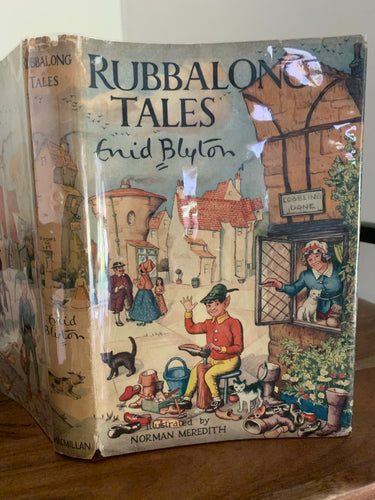 RUBBALONG
TALES
Enid Blyton
COBBLING
DONE
Illustrated by
NORMAN MEREDITH
RUBBALONG
TALES
Enid
Blyton
MACMILLAN